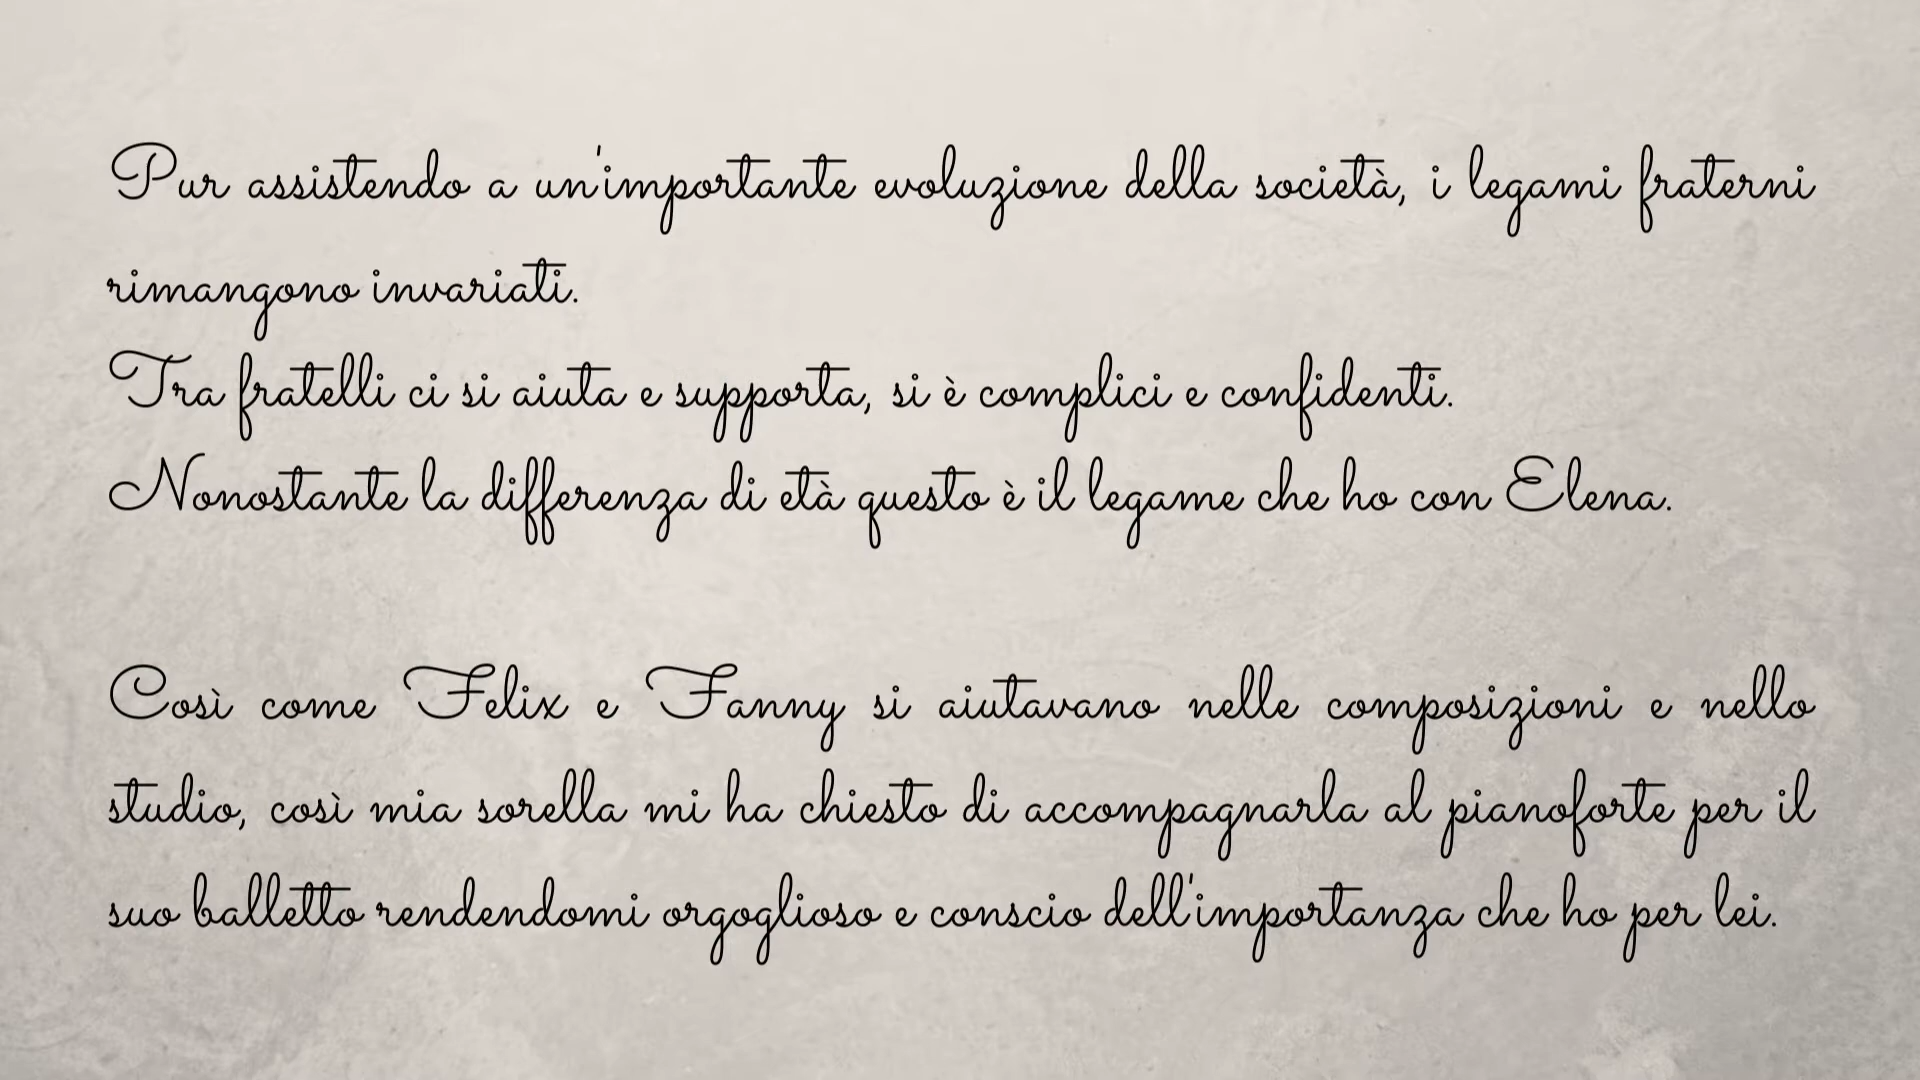 Pur assistendo a un'importante evoluzione della società, i legami fraterni
rimangono invariati.
Tra fratelli ci si aiuta e supporta, si è complici e confidenti.
Nonostante la differenza di età questo è il legame che ho con Elena.
Così come Felix e Fanny si aiutavano nelle composizioni e nello
studio, così mia sorella mi ha chiesto di accompagnarla al pianoforte per il
suo balletto rendendomi orgoglioso e conscio dell'importanza che ho per lei.